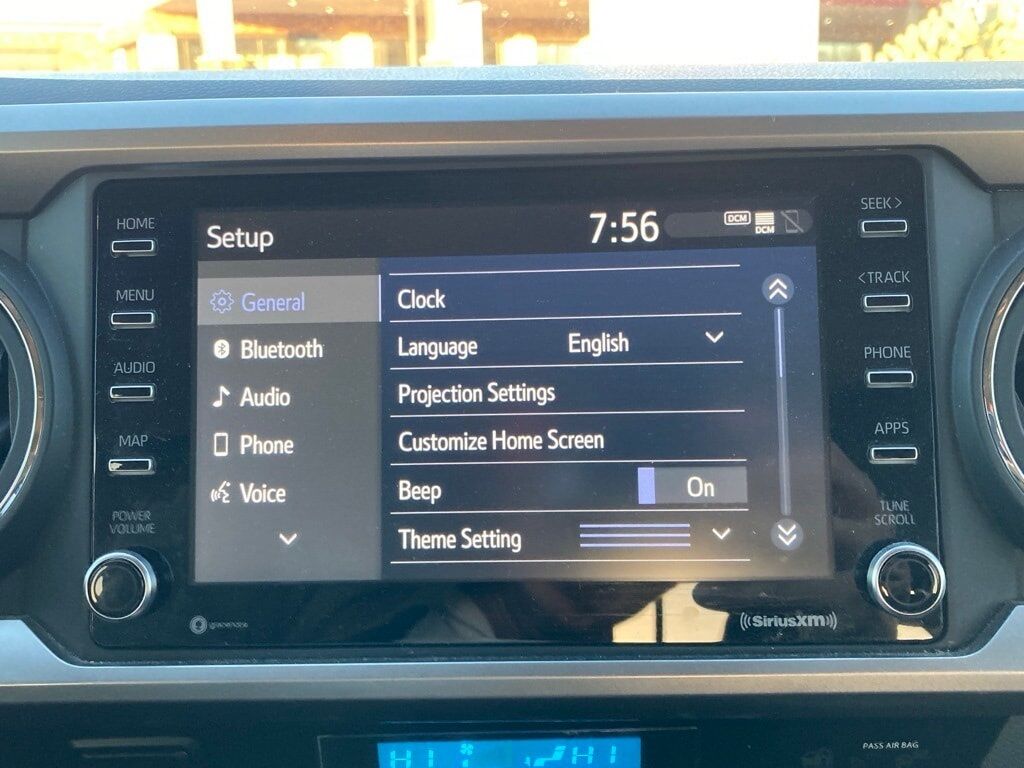 HOME
MENU
AUDIO
MAP
POWER
VOLUME
Setup
7:56
DCM
DCM
General
Bluetooth
Audio
Phone
Voice
Clock
Language English
Projection Settings
Customize Home Screen
Beep On
Theme Setting
SEEK >
< TRACK
PHONE
APPS
TUNE
SCROLL
((SiriusXM))
HI HI
PASS AIR BAG